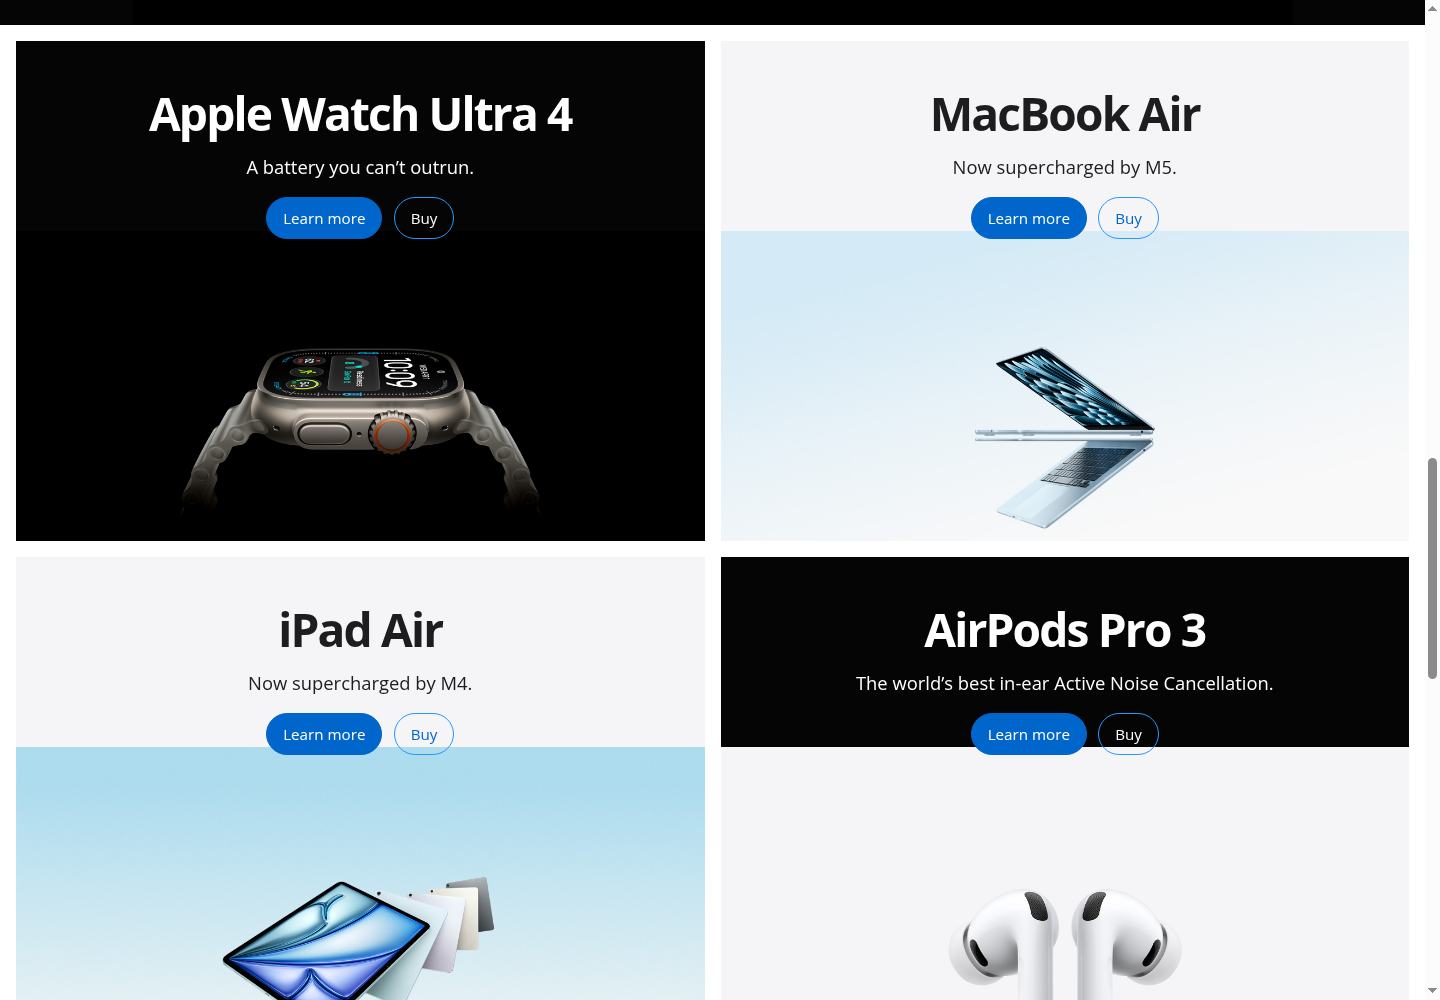 Apple Watch Ultra 4
A battery you can’t outrun.
Learn more
Buy
10:09
MacBook Air
Now supercharged by M5.
Learn more
Buy
iPad Air
Now supercharged by M4.
Learn more
Buy
AirPods Pro 3
The world’s best in-ear Active Noise Cancellation.
Learn more
Buy